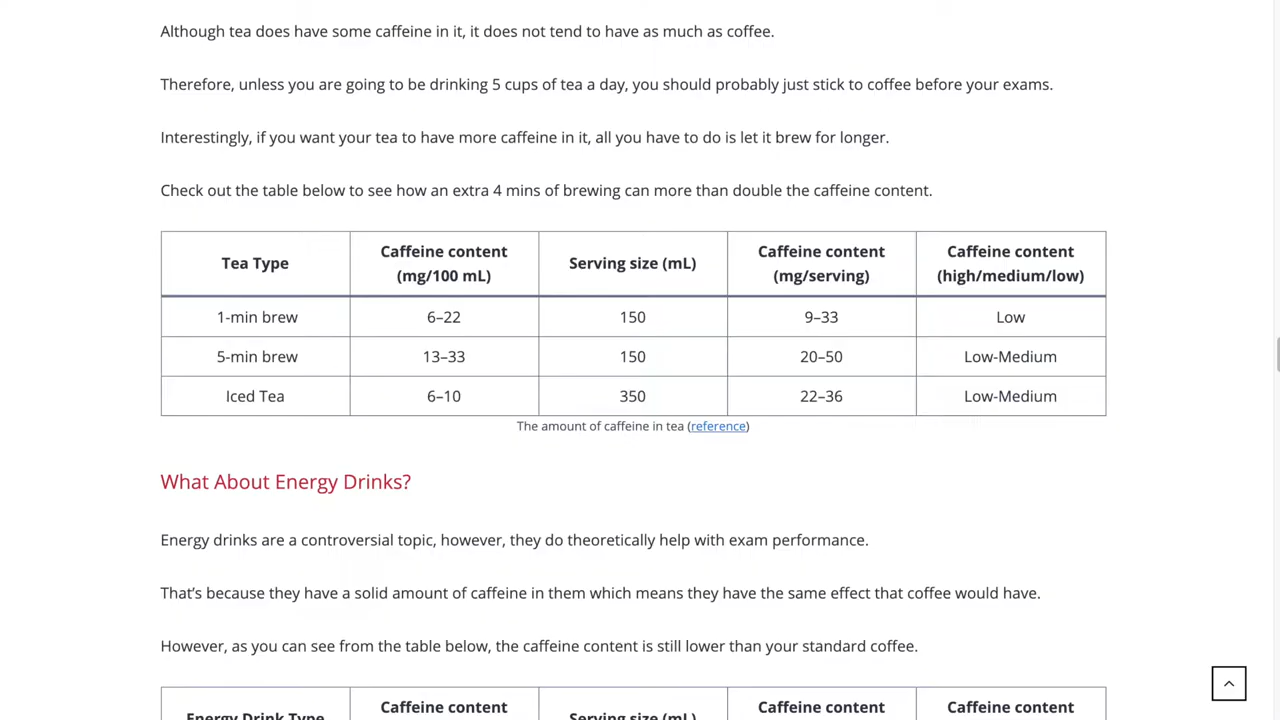 Although tea does have some caffeine in it, it does not tend to have as much as coffee.
Therefore, unless you are going to be drinking 5 cups of tea a day, you should probably just stick to coffee before your exams.
Interestingly, if you want your tea to have more caffeine in it, all you have to do is let it brew for longer.
Check out the table below to see how an extra 4 mins of brewing can more than double the caffeine content.
Tea Type | Caffeine content (mg/100 mL) | Serving size (mL) | Caffeine content (mg/serving) | Caffeine content (high/medium/low)
1-min brew | 6–22 | 150 | 9–33 | Low
5-min brew | 13–33 | 150 | 20–50 | Low-Medium
Iced Tea | 6–10 | 350 | 22–36 | Low-Medium
The amount of caffeine in tea (reference)
What About Energy Drinks?
Energy drinks are a controversial topic, however, they do theoretically help with exam performance.
That’s because they have a solid amount of caffeine in them which means they have the same effect that coffee would have.
However, as you can see from the table below, the caffeine content is still lower than your standard coffee.
Energy Drink Type | Caffeine content | Serving size (mL) | Caffeine content | Caffeine content